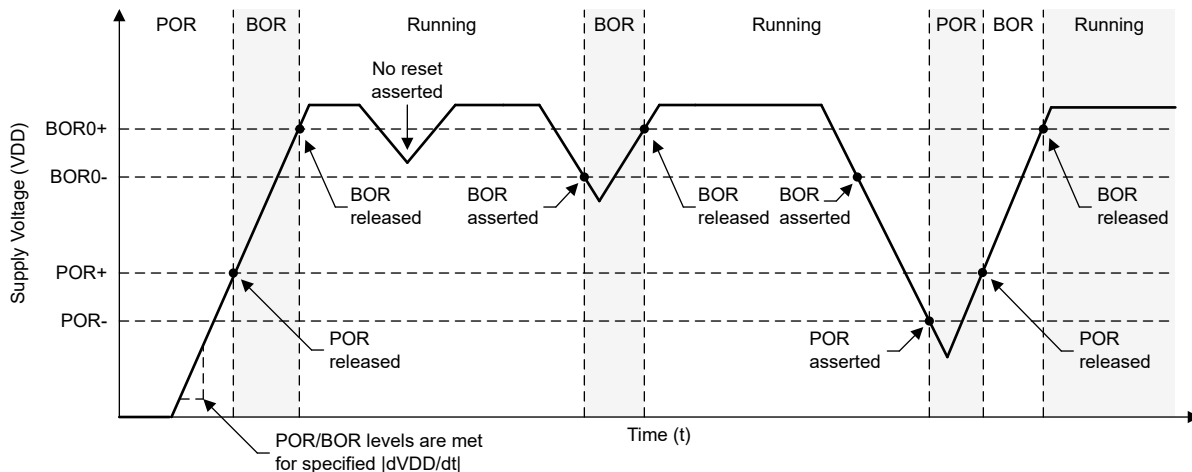 POR BOR Running BOR Running POR BOR Running
No reset
asserted
Supply Voltage (VDD)
BOR0+
BOR0-
POR+
POR-
BOR
released
BOR
asserted
BOR
released
BOR
asserted
BOR
released
POR
released
POR
asserted
POR
released
Time (t)
POR/BOR levels are met
for specified |dVDD/dt|